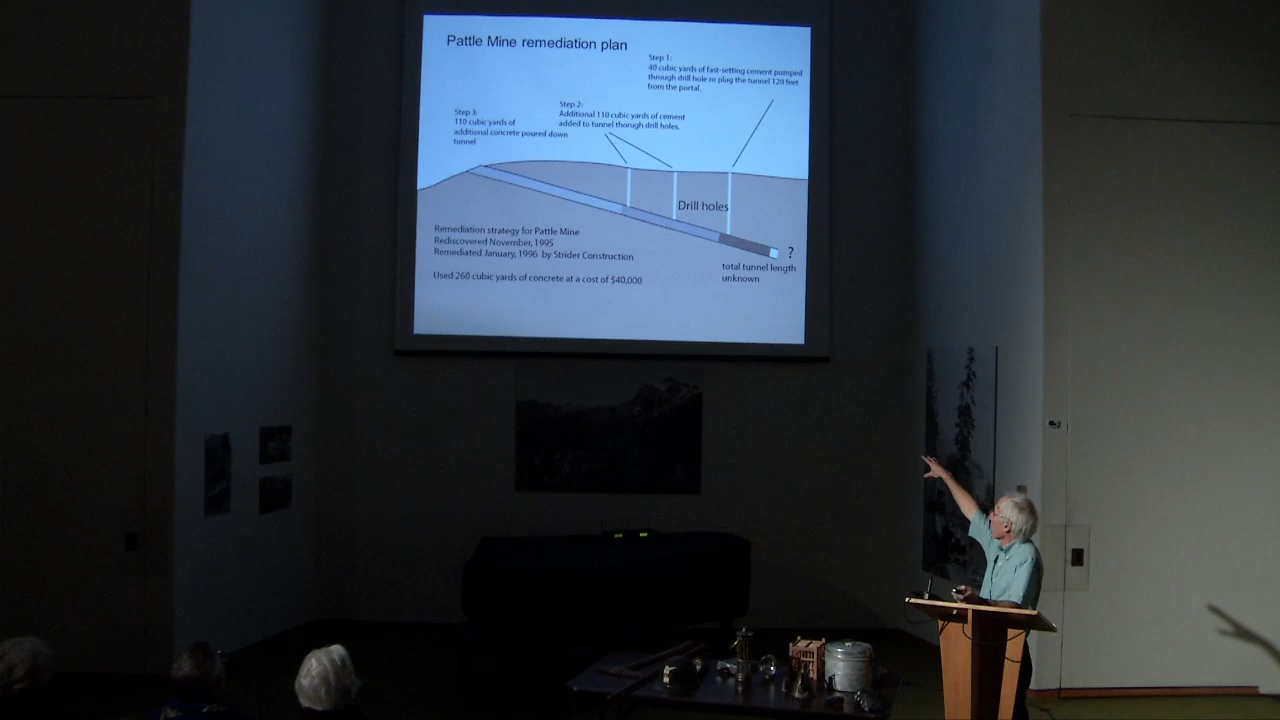 Pattle Mine remediation plan
Step 1:
40 cubic yards of fast-setting cement pumped
through drill hole ro plug the tunnel 120 feet
from the portal.
Step 2:
Additional 110 cubic yards of cement
added to tunnel thorugh drill holes.
Step 3:
110 cubic yards of
additional concrete poured down
tunnel
Drill holes
?
total tunnel length
unknown
Remediation strategy for Pattle Mine
Rediscovered November, 1995
Remediated January, 1996 by Strider Construction
Used 260 cubic yards of concrete at a cost of $40,000